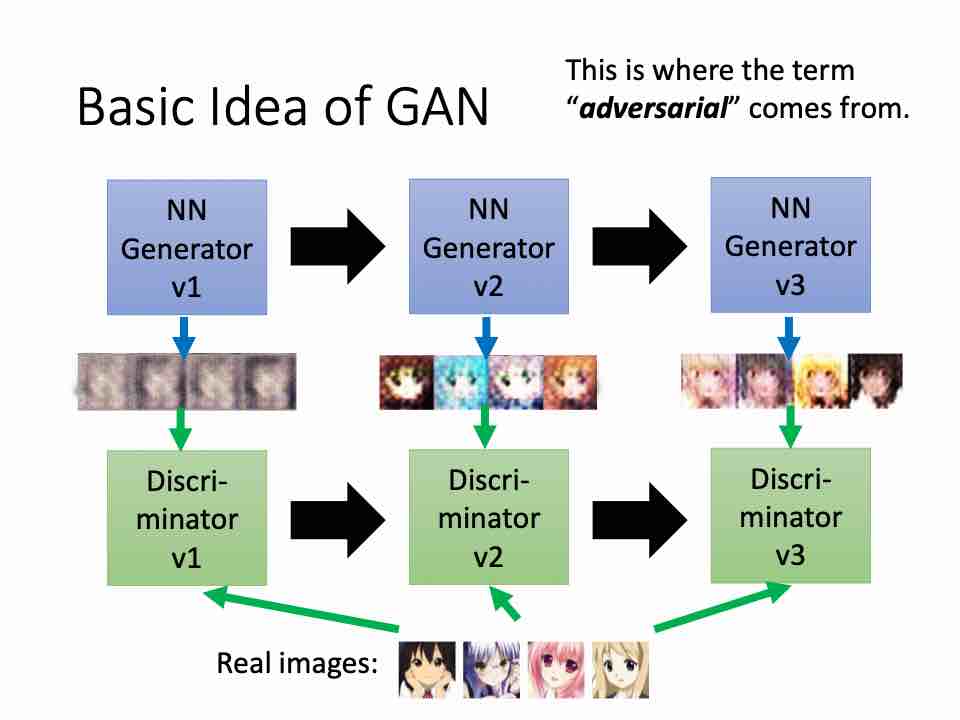 Basic Idea of GAN
This is where the term
“adversarial” comes from.
NN
Generator
v1
NN
Generator
v2
NN
Generator
v3
Discri-
minator
v1
Discri-
minator
v2
Discri-
minator
v3
Real images: